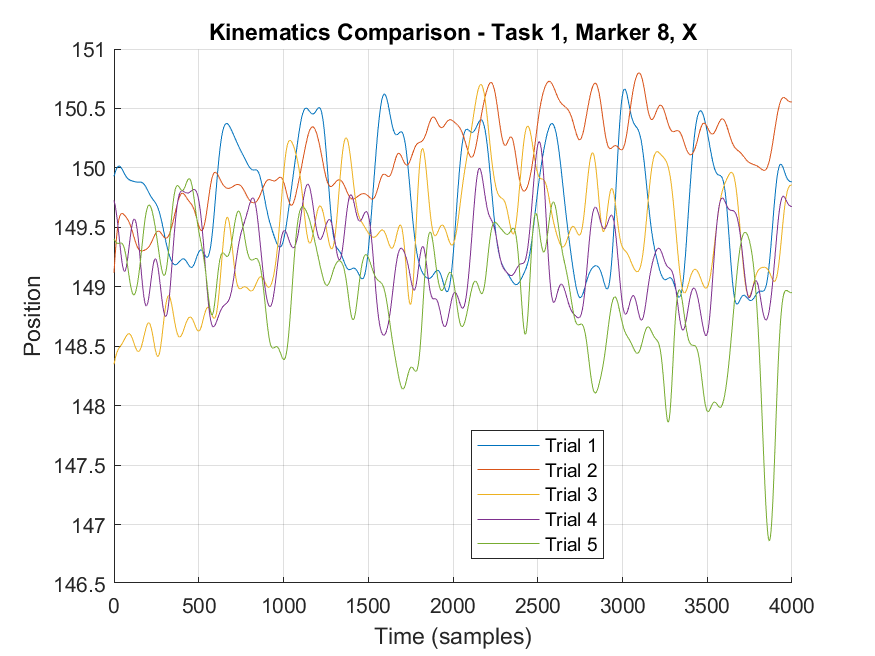 Kinematics Comparison - Task 1, Marker 8, X
151
150.5
150
149.5
149
148.5
148
147.5
147
146.5
Position
Trial 1
Trial 2
Trial 3
Trial 4
Trial 5
0 500 1000 1500 2000 2500 3000 3500 4000
Time (samples)